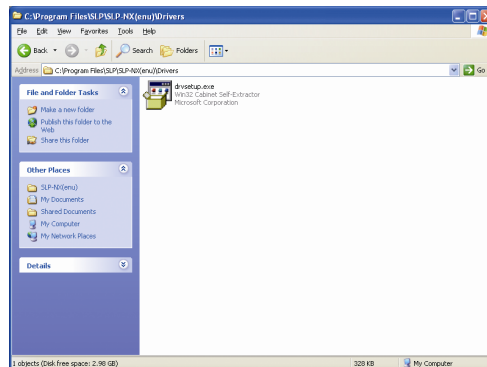 C:\Program Files\SLP\SLP-NX(enu)\Drivers
File Edit View Favorites Tools Help
Back Search Folders
Address C:\Program Files\SLP\SLP-NX(enu)\Drivers Go
File and Folder Tasks
Make a new folder
Publish this folder to the
Web
Share this folder
Other Places
SLP-NX(enu)
My Documents
Shared Documents
My Computer
My Network Places
Details
drvsetup.exe
Win32 Cabinet Self-Extractor
Microsoft Corporation
1 objects (Disk free space: 2.98 GB) 328 KB My Computer